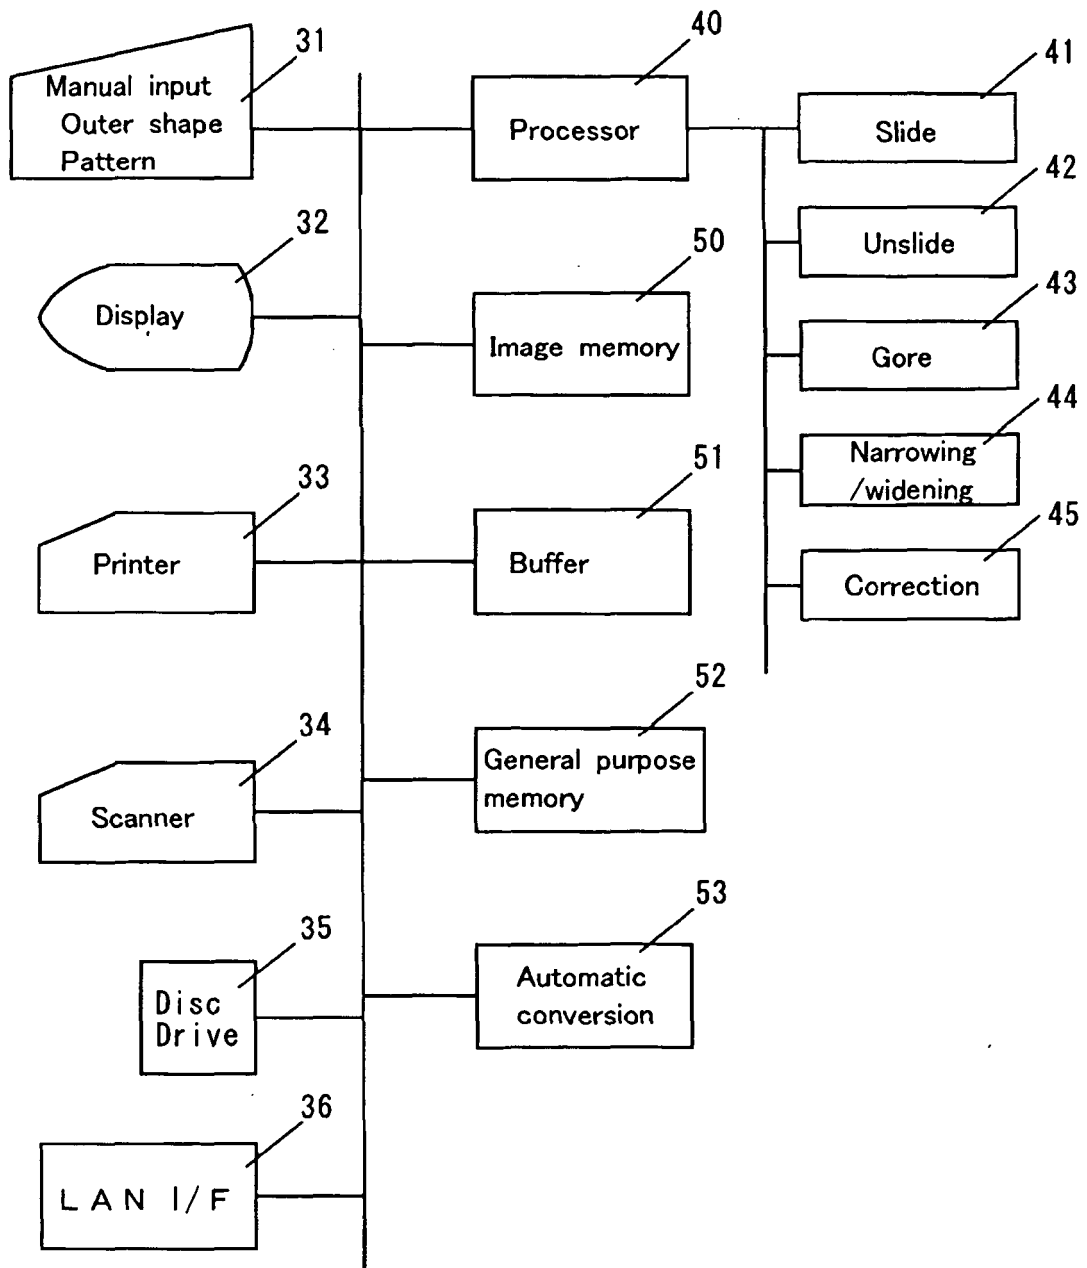 31
Manual input
Outer shape
Pattern
40
Processor
41
Slide
42
Unslide
43
Gore
44
Narrowing
/widening
45
Correction
32
Display
50
Image memory
33
Printer
51
Buffer
34
Scanner
52
General purpose
memory
35
Disc
Drive
53
Automatic
conversion
36
LAN I/F